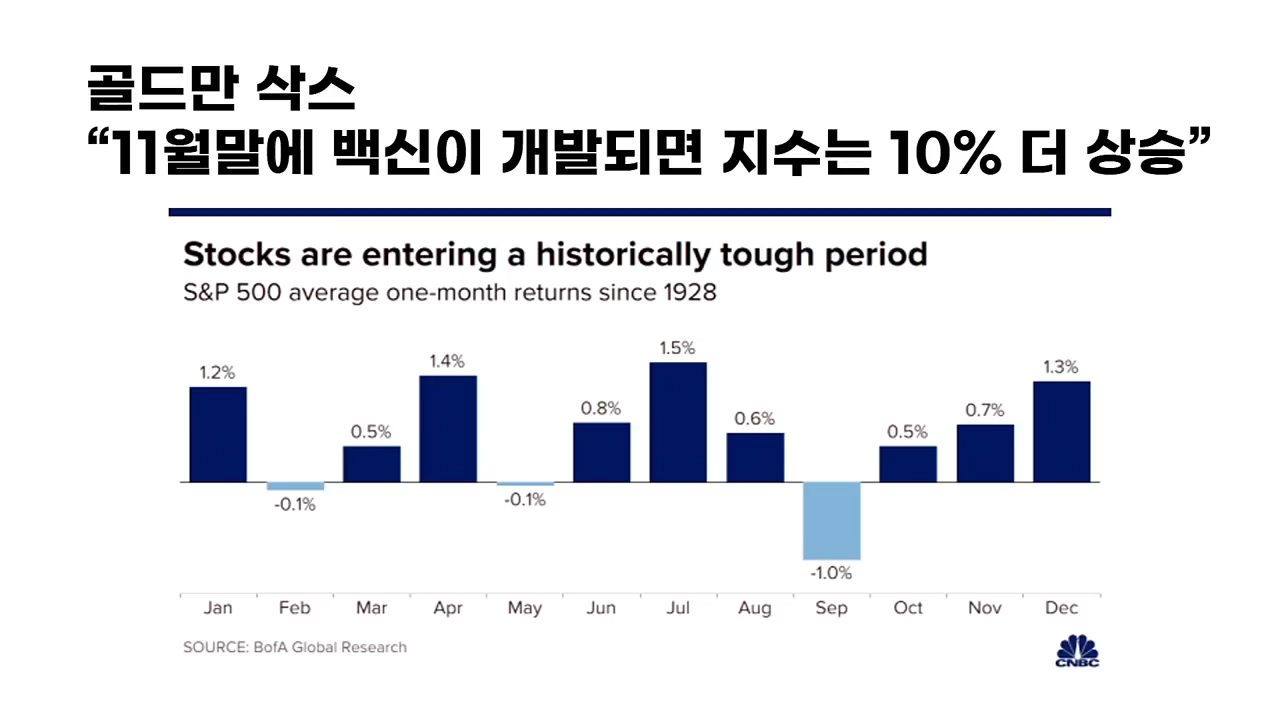 골드만 삭스
“11월말에 백신이 개발되면 지수는 10% 더 상승”
Stocks are entering a historically tough period
S&P 500 average one-month returns since 1928
1.2%
-0.1%
0.5%
1.4%
-0.1%
0.8%
1.5%
0.6%
-1.0%
0.5%
0.7%
1.3%
Jan Feb Mar Apr May Jun Jul Aug Sep Oct Nov Dec
SOURCE: BofA Global Research
CNBC